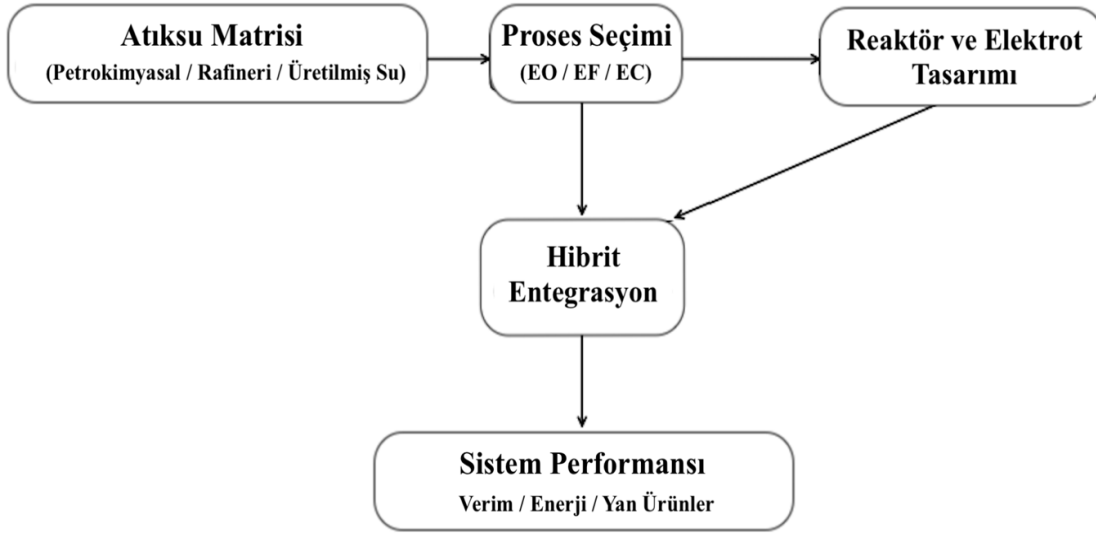 Atıksu Matrisi
(Petrokimyasal / Rafineri / Üretilmiş Su)
Proses Seçimi
(EO / EF / EC)
Reaktör ve Elektrot
Tasarımı
Hibrit
Entegrasyon
Sistem Performansı
Verim / Enerji / Yan Ürünler